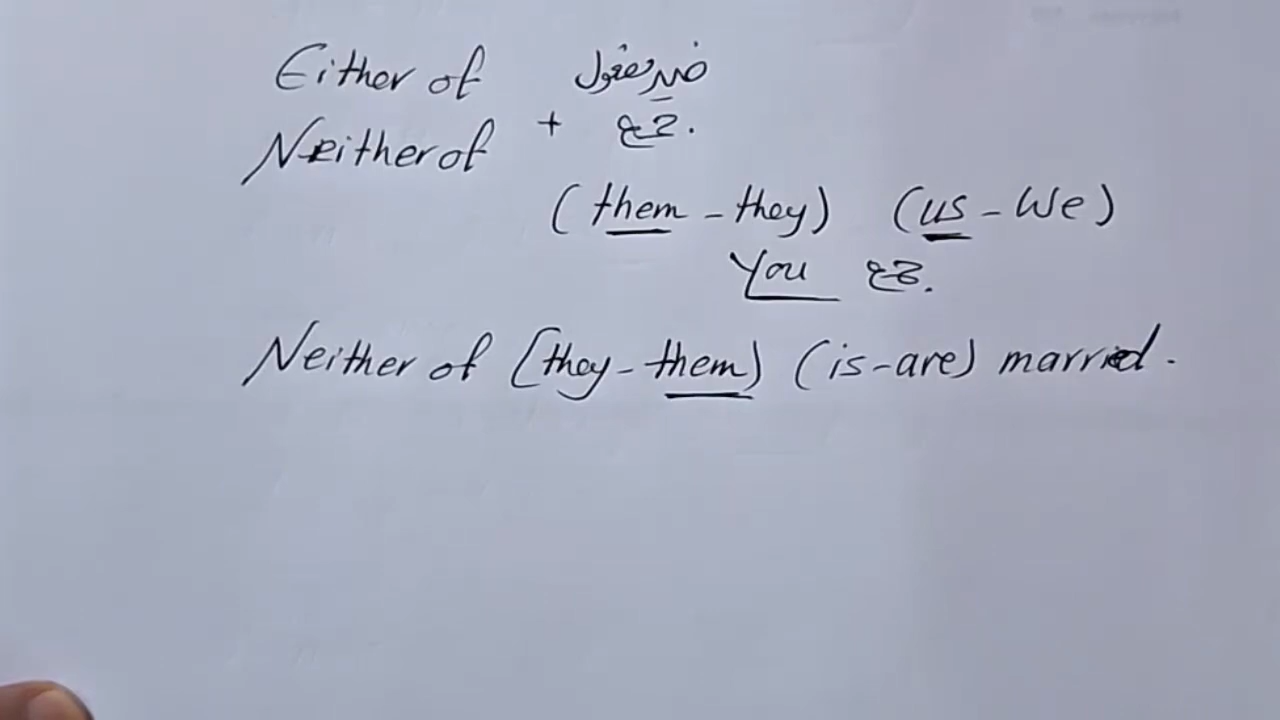 Either of ضمير مفعول
Neither of + جمع.
(them - they) (us - We)
You جمع.
Neither of (they - them) (is - are) married.